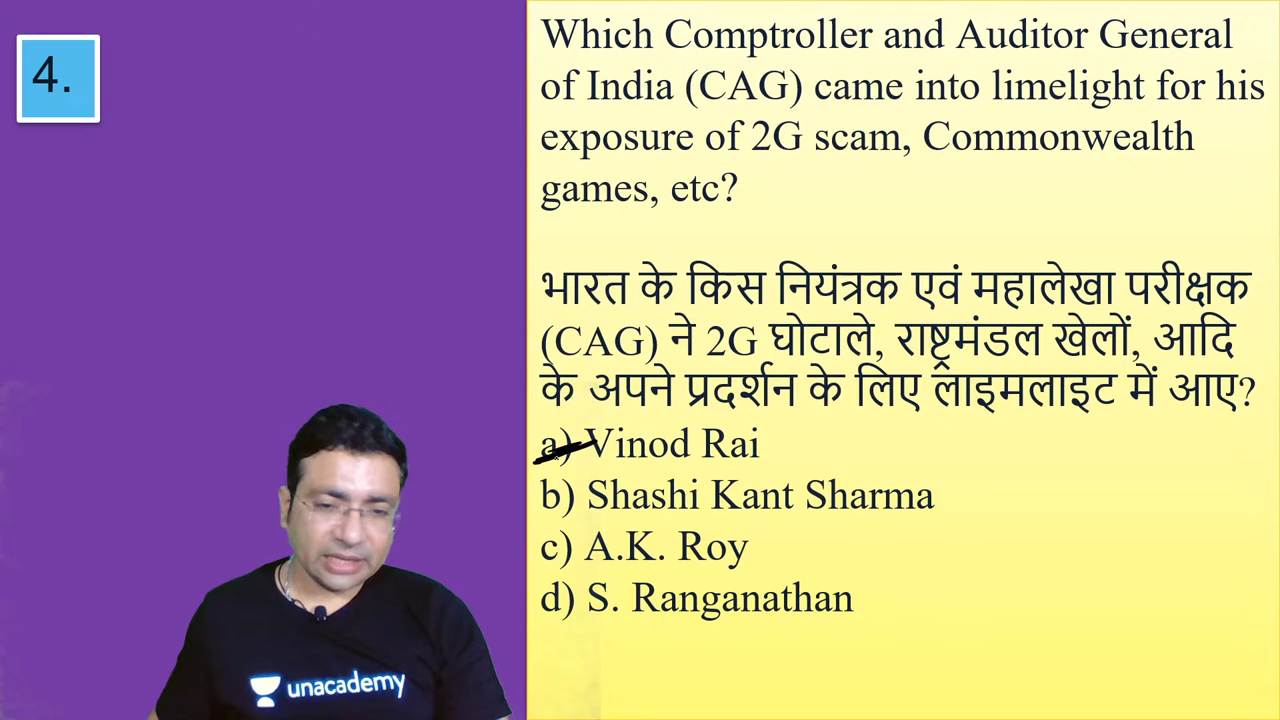 4.
Which Comptroller and Auditor General
of India (CAG) came into limelight for his
exposure of 2G scam, Commonwealth
games, etc?
भारत के किस नियंत्रक एवं महालेखा परीक्षक
(CAG) ने 2G घोटाले, राष्ट्रमंडल खेलों, आदि
के अपने प्रदर्शन के लिए लाइमलाइट में आए?
a) Vinod Rai
b) Shashi Kant Sharma
c) A.K. Roy
d) S. Ranganathan
unacademy